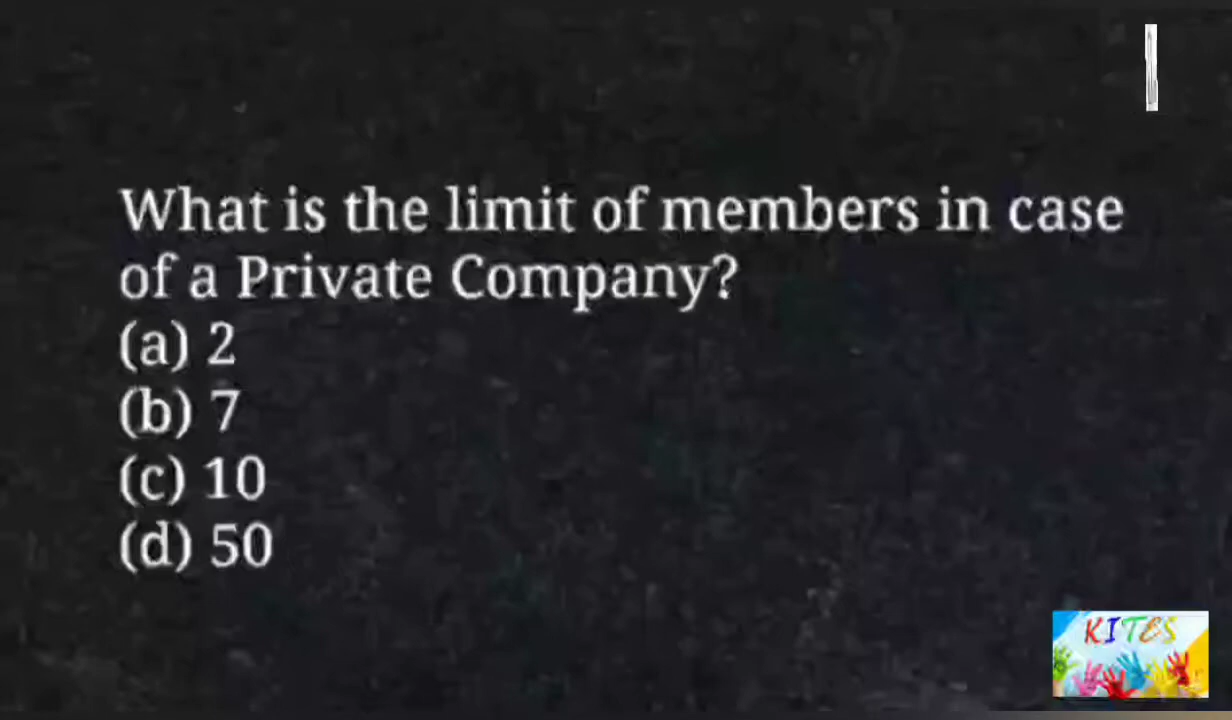 What is the limit of members in case
of a Private Company?
(a) 2
(b) 7
(c) 10
(d) 50
KITES